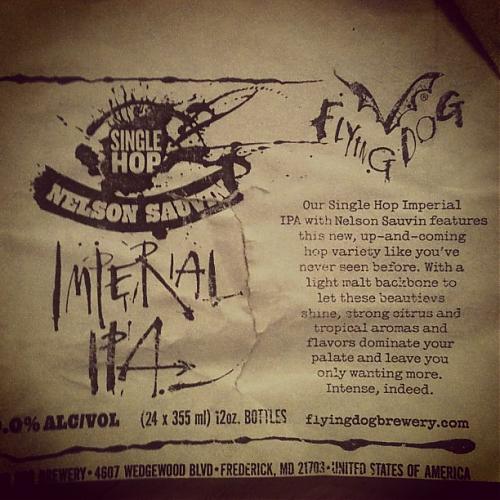 SINGLE
HOP
NELSON SAUVIN
IMPERIAL
IPA
FLYING DOG
®
Our Single Hop Imperial
IPA with Nelson Sauvin features
this new, up-and-coming
hop variety like you've
never seen before. With a
light malt backbone to
let these beauties
shine, strong citrus and
tropical aromas and
flavors dominate your
palate and leave you
only wanting more.
Intense, indeed.
.0% ALC/VOL (24 x 355 ml) 12oz. BOTTLES flyingdogbrewery.com
BREWERY • 4607 WEDGEWOOD BLVD • FREDERICK, MD 21703 • UNITED STATES OF AMERICA